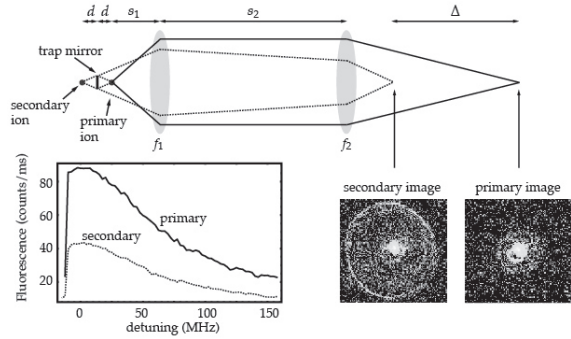 d d s1 s2 Δ
trap mirror
secondary ion
primary ion
f1 f2
secondary image primary image
Fluorescence (counts/ms)
80
60
40
20
primary
secondary
0 50 100 150
detuning (MHz)